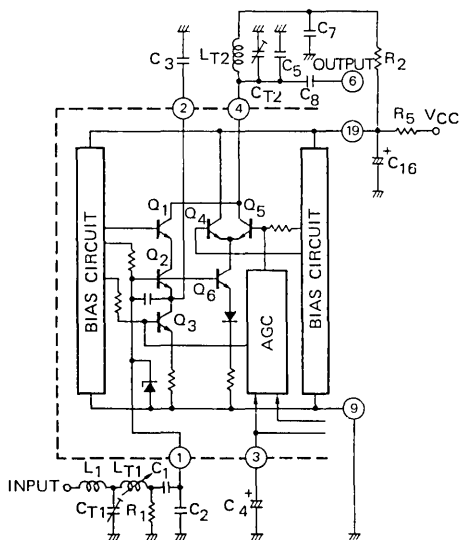 C7
C3
LT2
CT2
C5
OUTPUT
R2
C8
6
2
4
19
R5
VCC
+
C16
BIAS CIRCUIT
Q1
Q4
Q5
Q2
Q6
Q3
AGC
BIAS CIRCUIT
9
1
3
INPUT
L1
LT1
C1
CT1
R1
C2
C4
+